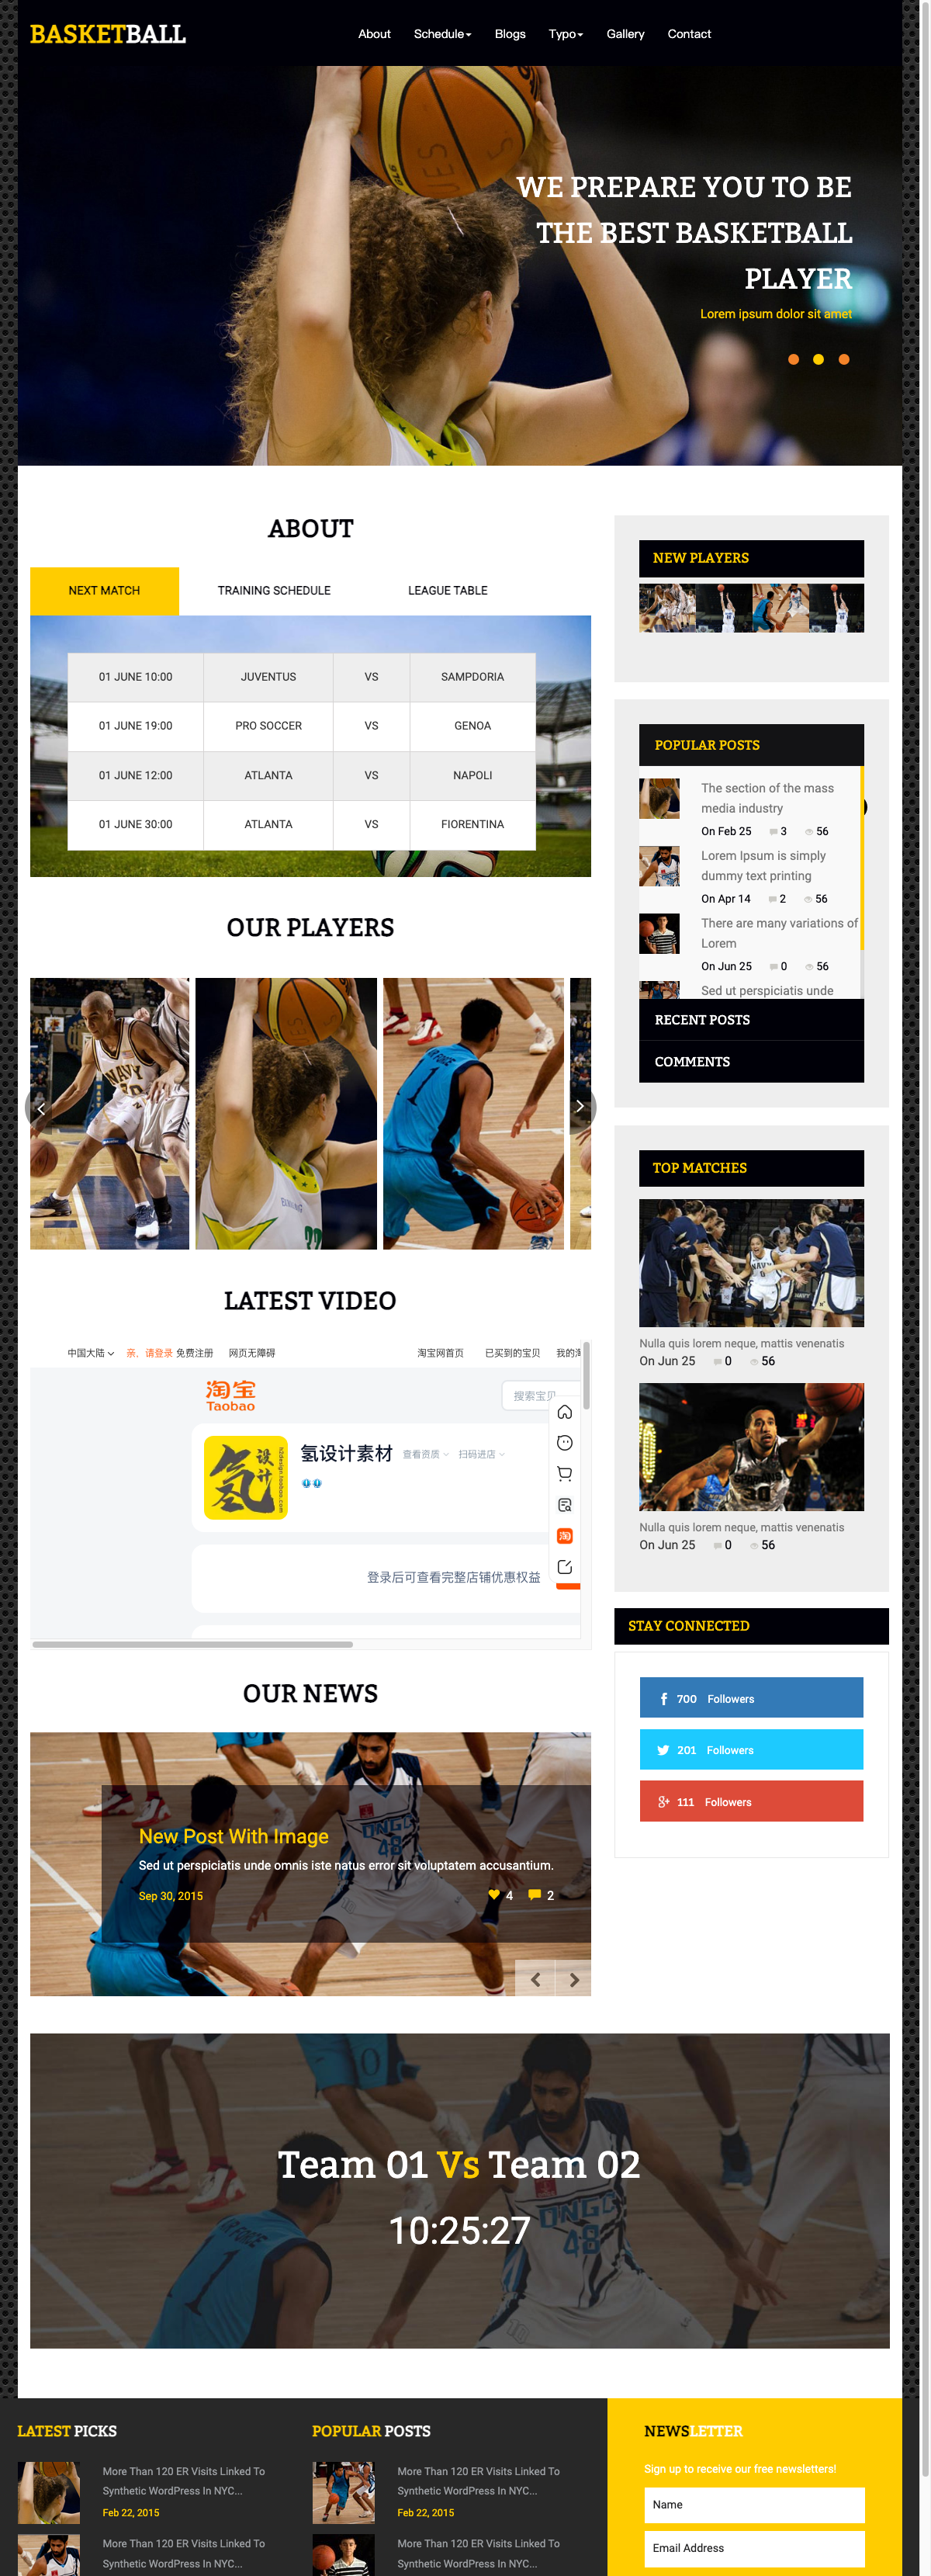 BASKETBALL
About Schedule Blogs Typo Gallery Contact
WE PREPARE YOU TO BE
THE BEST BASKETBALL
PLAYER
Lorem ipsum dolor sit amet
ABOUT
NEXT MATCH TRAINING SCHEDULE LEAGUE TABLE
01 JUNE 10:00 JUVENTUS VS SAMPDORIA
01 JUNE 19:00 PRO SOCCER VS GENOA
01 JUNE 12:00 ATLANTA VS NAPOLI
01 JUNE 30:00 ATLANTA VS FIORENTINA
OUR PLAYERS
NAVY
1
LATEST VIDEO
中国大陆 亲，请登录 免费注册 网页无障碍 淘宝网首页 已买到的宝贝 我的淘
淘宝
Taobao
搜索宝贝
氢设计
h2design.taobao.com
氢设计素材 查看资质 扫码进店
淘
登录后可查看完整店铺优惠权益
OUR NEWS
New Post With Image
Sed ut perspiciatis unde omnis iste natus error sit voluptatem accusantium.
Sep 30, 2015 4 2
NEW PLAYERS
POPULAR POSTS
The section of the mass
media industry
On Feb 25 3 56
Lorem Ipsum is simply
dummy text printing
On Apr 14 2 56
There are many variations of
Lorem
On Jun 25 0 56
Sed ut perspiciatis unde
RECENT POSTS
COMMENTS
TOP MATCHES
Nulla quis lorem neque, mattis venenatis
On Jun 25 0 56
Nulla quis lorem neque, mattis venenatis
On Jun 25 0 56
STAY CONNECTED
700 Followers
201 Followers
111 Followers
Team 01 Vs Team 02
10:25:27
ONGC
48
LATEST PICKS
More Than 120 ER Visits Linked To
Synthetic WordPress In NYC...
Feb 22, 2015
More Than 120 ER Visits Linked To
Synthetic WordPress In NYC...
POPULAR POSTS
More Than 120 ER Visits Linked To
Synthetic WordPress In NYC...
Feb 22, 2015
More Than 120 ER Visits Linked To
Synthetic WordPress In NYC...
NEWSLETTER
Sign up to receive our free newsletters!
Name
Email Address